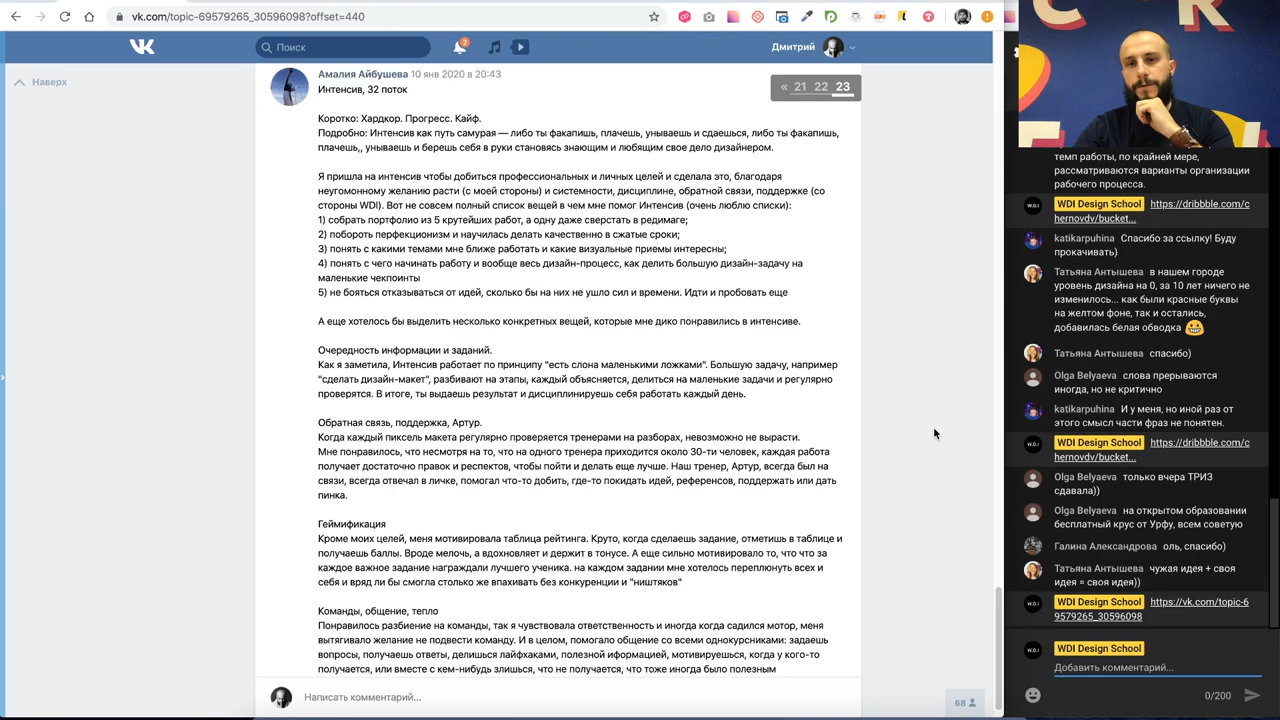 vk.com/topic-69579265_30596098?offset=440
Поиск
2
Дмитрий
Наверх
« 21 22 23
Амалия Айбушева 10 янв 2020 в 20:43
Интенсив, 32 поток
Коротко: Хардкор. Прогресс. Кайф.
Подробно: Интенсив как путь самурая — либо ты факапишь, плачешь, унываешь и сдаешься, либо ты факапишь,
плачешь,, унываешь и берешь себя в руки становясь знающим и любящим свое дело дизайнером.
Я пришла на интенсив чтобы добиться профессиональных и личных целей и сделала это, благодаря
неугомонному желанию расти (с моей стороны) и системности, дисциплине, обратной связи, поддержке (со
стороны WDI). Вот не совсем полный список вещей в чем мне помог Интенсив (очень люблю списки):
1) собрать портфолио из 5 крутейших работ, а одну даже сверстать в редимаге;
2) побороть перфекционизм и научилась делать качественно в сжатые сроки;
3) понять с какими темами мне ближе работать и какие визуальные приемы интересны;
4) понять с чего начинать работу и вообще весь дизайн-процесс, как делить большую дизайн-задачу на
маленькие чекпоинты
5) не бояться отказываться от идей, сколько бы на них не ушло сил и времени. Идти и пробовать еще
А еще хотелось бы выделить несколько конкретных вещей, которые мне дико понравились в интенсиве.
Очередность информации и заданий.
Как я заметила, Интенсив работает по принципу "есть слона маленькими ложками". Большую задачу, например
"сделать дизайн-макет", разбивают на этапы, каждый объясняется, делиться на маленькие задачи и регулярно
проверятся. В итоге, ты выдаешь результат и дисциплинируешь себя работать каждый день.
Обратная связь, поддержка, Артур.
Когда каждый пиксель макета регулярно проверяется тренерами на разборах, невозможно не вырасти.
Мне понравилось, что несмотря на то, что на одного тренера приходится около 30-ти человек, каждая работа
получает достаточно правок и респектов, чтобы пойти и делать еще лучше. Наш тренер, Артур, всегда был на
связи, всегда отвечал в личке, помогал что-то добить, где-то покидать идей, референсов, поддержать или дать
пинка.
Геймификация
Кроме моих целей, меня мотивировала таблица рейтинга. Круто, когда сделаешь задание, отметишь в таблице и
получаешь баллы. Вроде мелочь, а вдохновляет и держит в тонусе. А еще сильно мотивировало то, что что за
каждое важное задание награждали лучшего ученика. на каждом задании мне хотелось переплюнуть всех и
себя и вряд ли бы смогла столько же впахивать без конкуренции и "ништяков"
Команды, общение, тепло
Понравилось разбиение на команды, так я чувствовала ответственность и иногда когда садился мотор, меня
вытягивало желание не подвести команду. И в целом, помогало общение со всеми однокурсниками: задаешь
вопросы, получаешь ответы, делишься лайфхаками, полезной иформацией, мотивируешься, когда у кого-то
получается, или вместе с кем-нибудь злишься, что не получается, что тоже иногда было полезным
Написать комментарий...
68
темп работы, по крайней мере,
рассматриваются варианты организации
рабочего процесса.
WDI Design School https://dribbble.com/c
hernovdv/bucket...
katikarpuhina Спасибо за ссылку! Буду
прокачивать)
Татьяна Антышева в нашем городе
уровень дизайна на 0, за 10 лет ничего не
изменилось... как были красные буквы
на желтом фоне, так и остались,
добавилась белая обводка
Татьяна Антышева спасибо)
Olga Belyaeva слова прерываются
иногда, но не критично
katikarpuhina И у меня, но иной раз от
этого смысл части фраз не понятен.
WDI Design School https://dribbble.com/c
hernovdv/bucket...
Olga Belyaeva только вчера ТРИЗ
сдавала))
Olga Belyaeva на открытом образовании
бесплатный крус от Урфу, всем советую
Галина Александрова оль, спасибо)
Татьяна Антышева чужая идея + своя
идея = своя идея))
WDI Design School https://vk.com/topic-6
9579265_30596098
WDI Design School
Добавить комментарий...
0/200